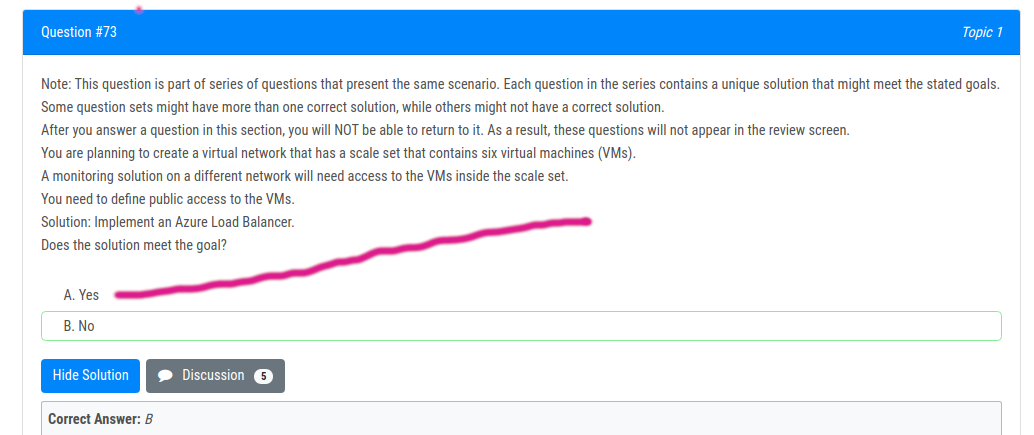 Question #73
Topic 1
Note: This question is part of series of questions that present the same scenario. Each question in the series contains a unique solution that might meet the stated goals.
Some question sets might have more than one correct solution, while others might not have a correct solution.
After you answer a question in this section, you will NOT be able to return to it. As a result, these questions will not appear in the review screen.
You are planning to create a virtual network that has a scale set that contains six virtual machines (VMs).
A monitoring solution on a different network will need access to the VMs inside the scale set.
You need to define public access to the VMs.
Solution: Implement an Azure Load Balancer.
Does the solution meet the goal?
A. Yes
B. No
Hide Solution
Discussion 5
Correct Answer: B